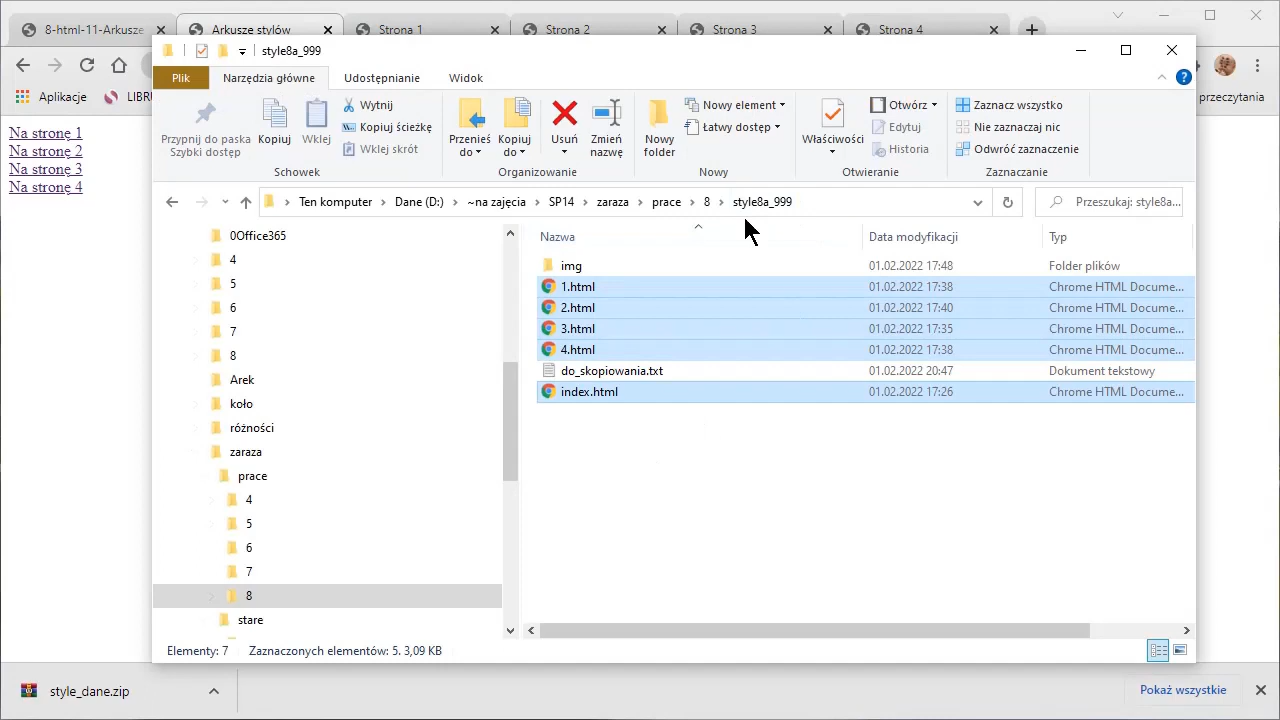 8-html-11-Arkusze
Arkusze stylów
Strona 1
Strona 2
Strona 3
Strona 4
style8a_999
Plik
Narzędzia główne
Udostępnianie
Widok
Aplikacje
przeczytania
Na stronę 1
Na stronę 2
Na stronę 3
Na stronę 4
Przypnij do paska
Szybki dostęp
Kopiuj
Wklej
Wytnij
Kopiuj ścieżkę
Wklej skrót
Schowek
Przenieś
do
Kopiuj
do
Usuń
Zmień
nazwę
Organizowanie
Nowy
folder
Nowy element
Łatwy dostęp
Nowy
Właściwości
Otwórz
Edytuj
Historia
Otwieranie
Zaznacz wszystko
Nie zaznaczaj nic
Odwróć zaznaczenie
Zaznaczanie
Ten komputer > Dane (D:) > ~na zajęcia > SP14 > zaraza > prace > 8 > style8a_999
Przeszukaj: style8a...
0Office365
4
5
6
7
8
Arek
koło
różności
zaraza
prace
4
5
6
7
8
stare
Nazwa Data modyfikacji Typ
img 01.02.2022 17:48 Folder plików
1.html 01.02.2022 17:38 Chrome HTML Docume...
2.html 01.02.2022 17:40 Chrome HTML Docume...
3.html 01.02.2022 17:35 Chrome HTML Docume...
4.html 01.02.2022 17:38 Chrome HTML Docume...
do_skopiowania.txt 01.02.2022 20:47 Dokument tekstowy
index.html 01.02.2022 17:26 Chrome HTML Docume...
Elementy: 7 Zaznaczonych elementów: 5. 3,09 KB
style_dane.zip
Pokaż wszystkie